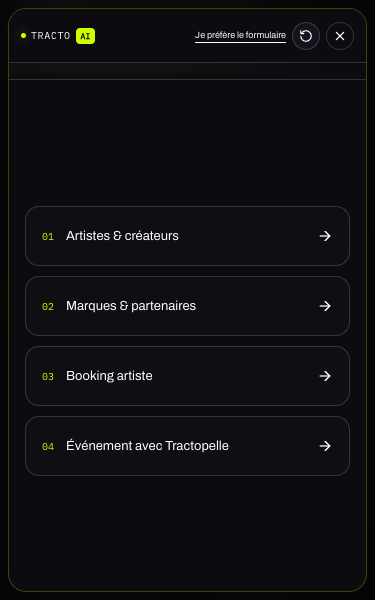 TRACTO AI
Je préfère le formulaire
01 Artistes & créateurs
02 Marques & partenaires
03 Booking artiste
04 Événement avec Tractopelle